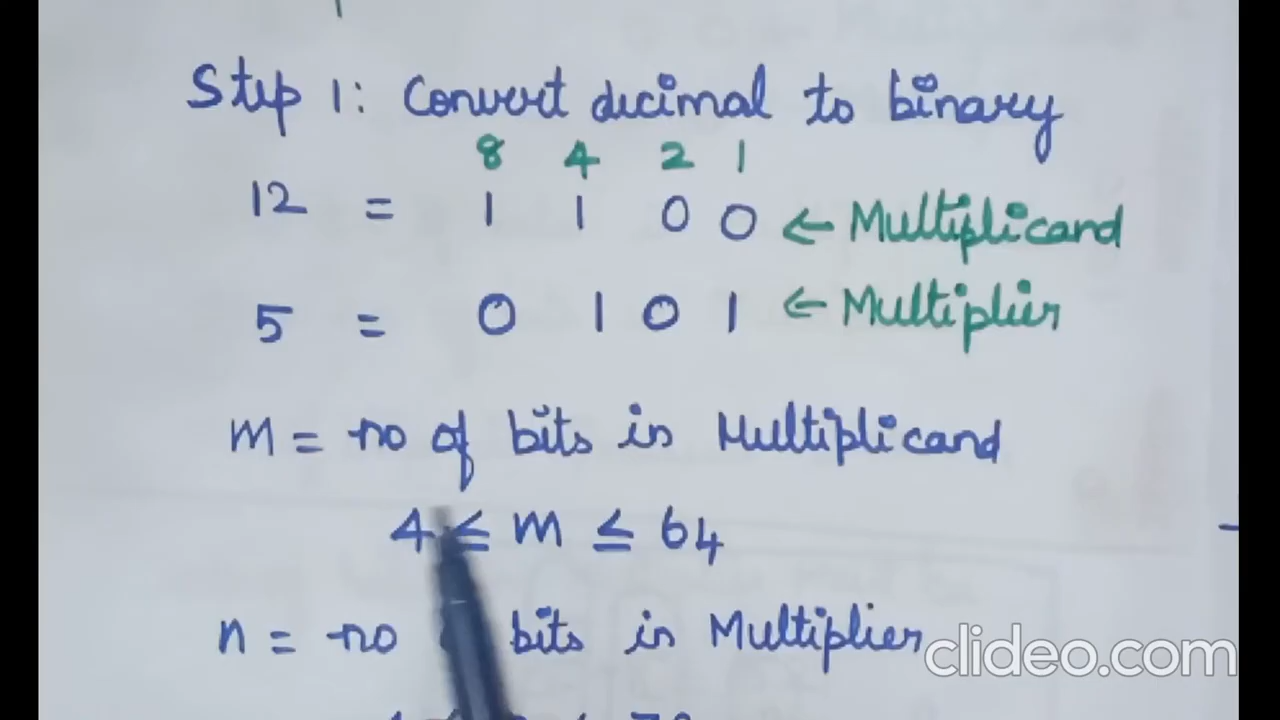 Step 1: Convert decimal to binary
8 4 2 1
12 = 1 1 0 0 ← Multiplicand
5 = 0 1 0 1 ← Multiplier
m = no of bits in Multiplicand
4 ≤ m ≤ 64
n = no bits in Multiplier
clideo.com